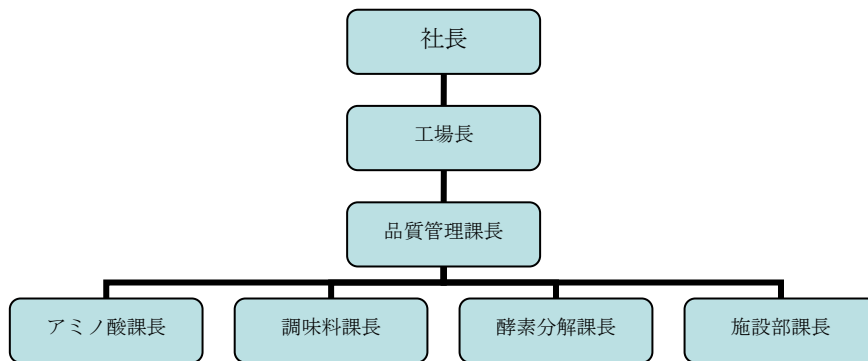 社長
工場長
品質管理課長
アミノ酸課長
調味料課長
酵素分解課長
施設部課長